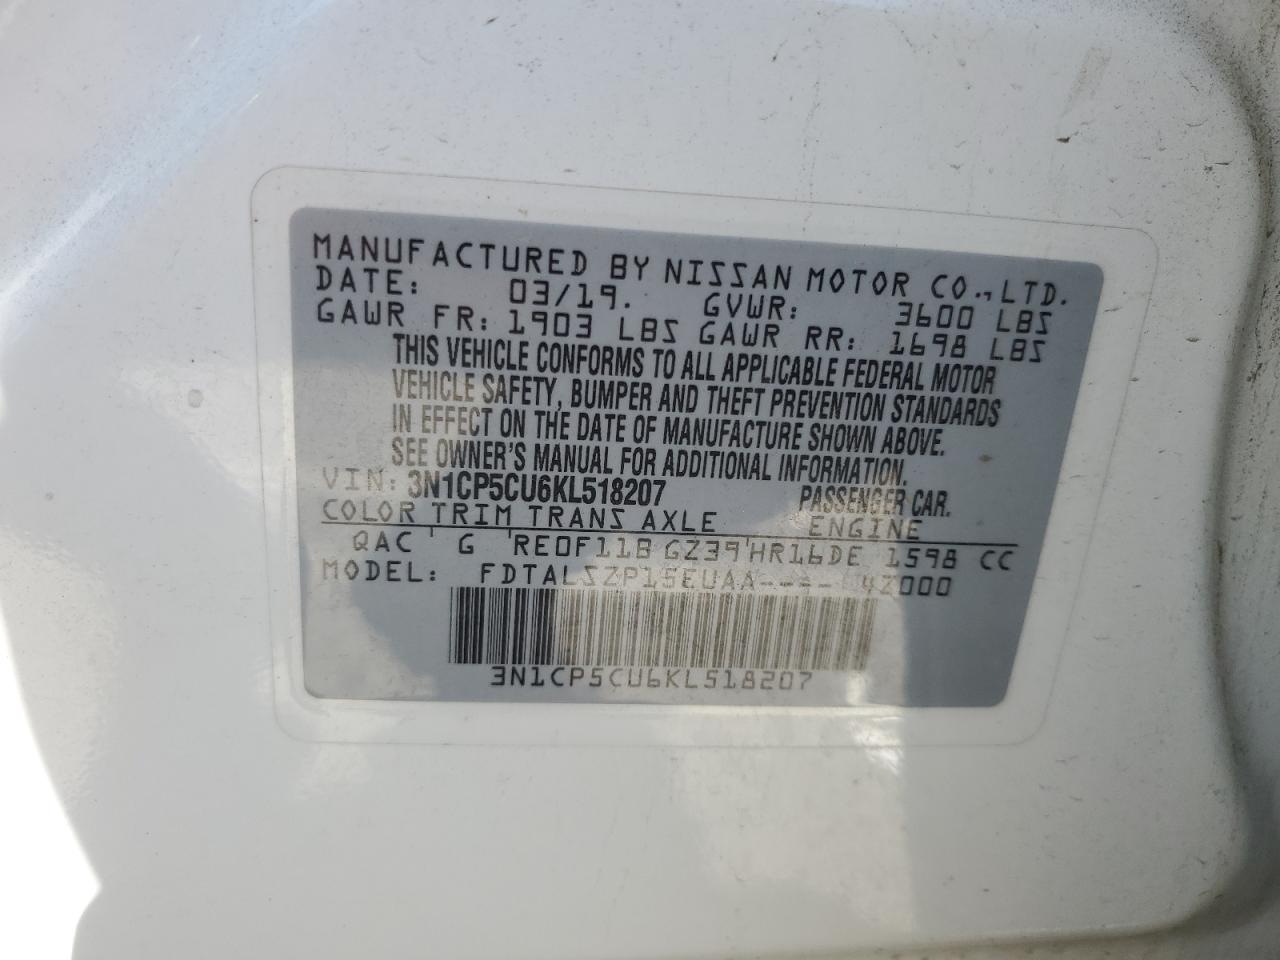 MANUFACTURED BY NISSAN MOTOR CO., LTD.
DATE: 03/19. GVWR: 3600 LBS
GAWR FR: 1903 LBS GAWR RR: 1698 LBS
THIS VEHICLE CONFORMS TO ALL APPLICABLE FEDERAL MOTOR
VEHICLE SAFETY, BUMPER AND THEFT PREVENTION STANDARDS
IN EFFECT ON THE DATE OF MANUFACTURE SHOWN ABOVE.
SEE OWNER'S MANUAL FOR ADDITIONAL INFORMATION.
VIN: 3N1CP5CU6KL518207 PASSENGER CAR.
COLOR TRIM TRANS AXLE ENGINE
QAC ' G 'RE0F11B GZ39'HR16DE 1598 CC
MODEL: FDTALSZP15EUAA---- 4Z000
3N1CP5CU6KL518207